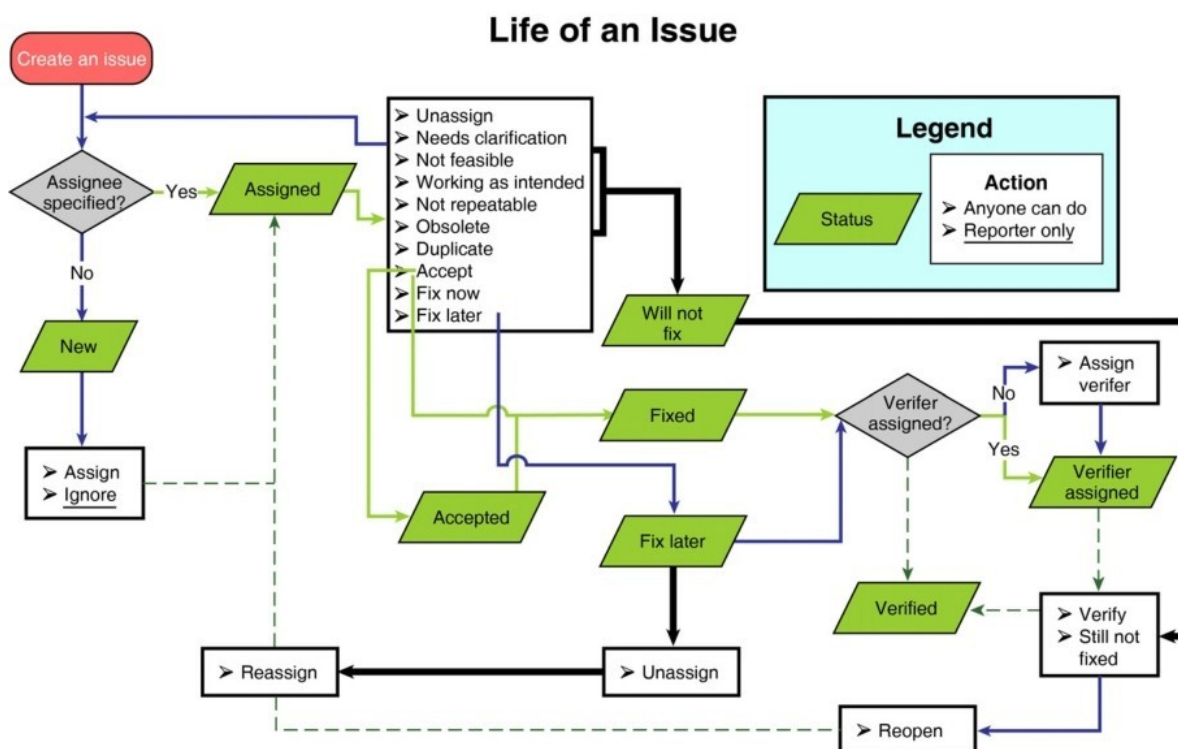 Life of an Issue
Create an issue
➢ Unassign
➢ Needs clarification
➢ Not feasible
➢ Working as intended
➢ Not repeatable
➢ Obsolete
➢ Duplicate
➢ Accept
➢ Fix now
➢ Fix later
Legend
Status
Action
➢ Anyone can do
➢ Reporter only
Assignee
specified?
Yes
Assigned
No
New
➢ Assign
➢ Ignore
Will not
fix
Fixed
Accepted
Fix later
Verifer
assigned?
No
Yes
➢ Assign
verifer
Verifier
assigned
Verified
➢ Verify
➢ Still not
fixed
➢ Reassign
➢ Unassign
➢ Reopen